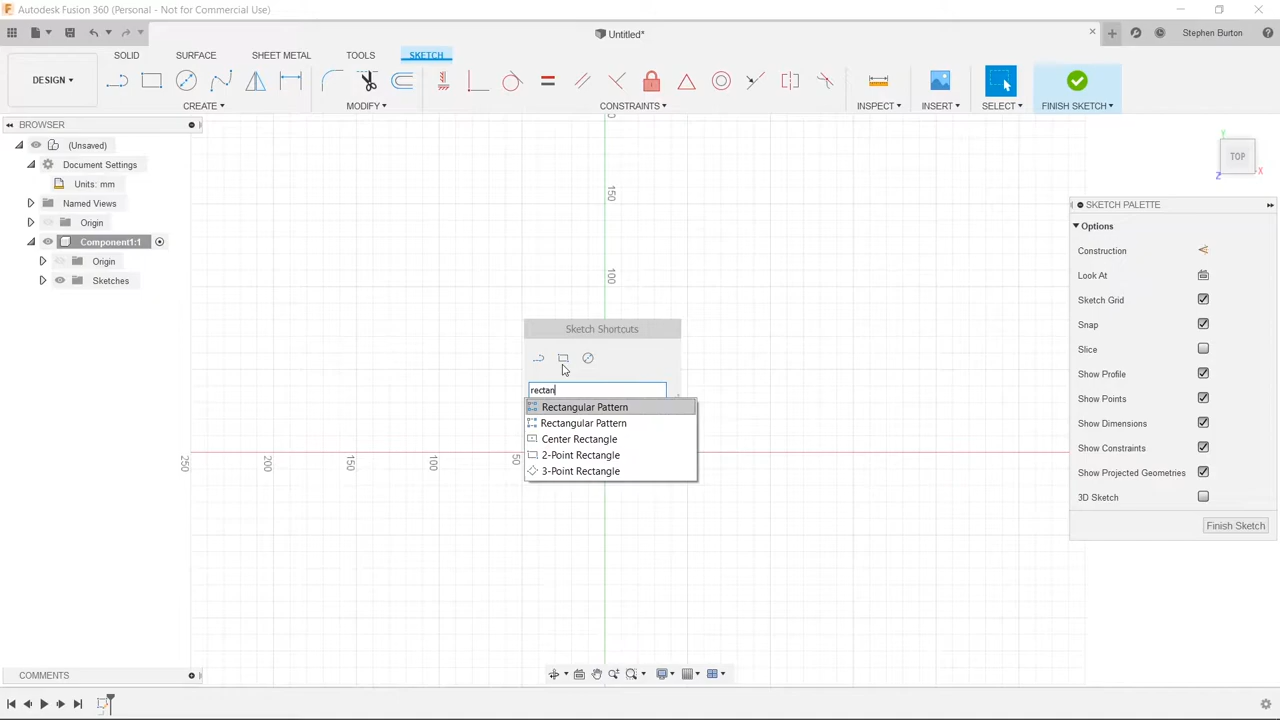 Autodesk Fusion 360 (Personal - Not for Commercial Use)
Untitled*
Stephen Burton
DESIGN
SOLID
SURFACE
SHEET METAL
TOOLS
SKETCH
CREATE
MODIFY
CONSTRAINTS
INSPECT
INSERT
SELECT
FINISH SKETCH
BROWSER
(Unsaved)
Document Settings
Units: mm
Named Views
Origin
Component1:1
Origin
Sketches
150
100
250
200
150
100
50
TOP
Y
X
Z
Sketch Shortcuts
rectan
Rectangular Pattern
Rectangular Pattern
Center Rectangle
2-Point Rectangle
3-Point Rectangle
SKETCH PALETTE
Options
Construction
Look At
Sketch Grid
Snap
Slice
Show Profile
Show Points
Show Dimensions
Show Constraints
Show Projected Geometries
3D Sketch
Finish Sketch
COMMENTS